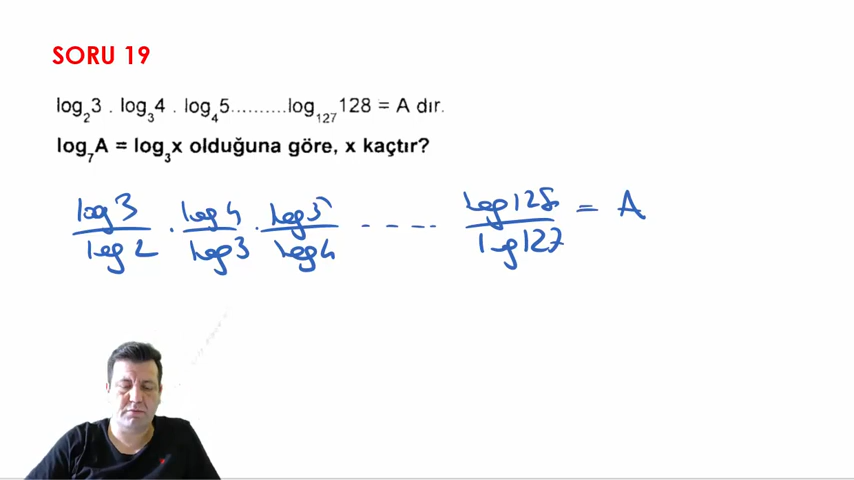 SORU 19
log₂3 . log₃4 . log₄5..........log₁₂₇128 = A dır.
log₇A = log₃x olduğuna göre, x kaçtır?
log3/log2 . log4/log3 . log5/log4 ---- log128/log127 = A